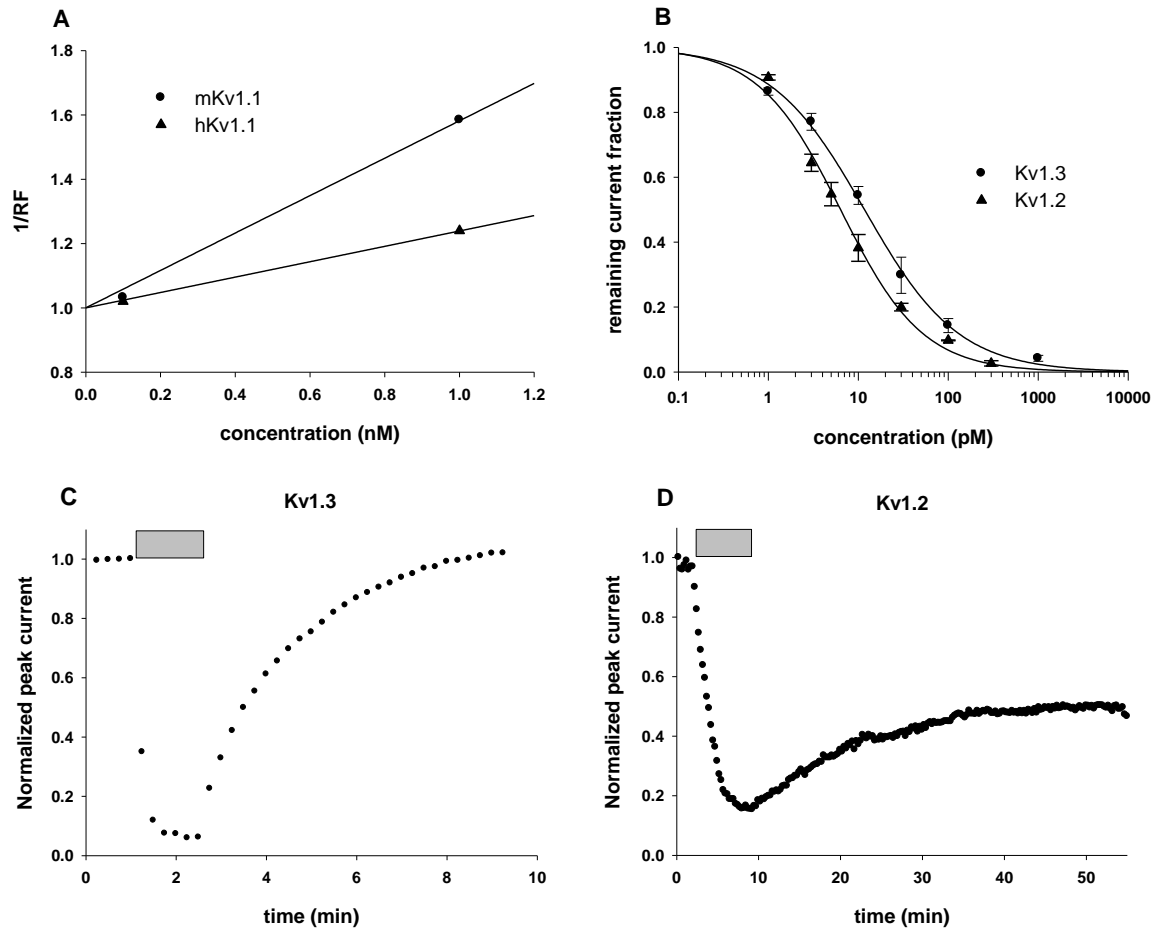 A
1/RF
1.8
1.6
1.4
1.2
1.0
0.8
mKv1.1
hKv1.1
0.0 0.2 0.4 0.6 0.8 1.0 1.2
concentration (nM)
B
remaining current fraction
1.0
0.8
0.6
0.4
0.2
0.0
Kv1.3
Kv1.2
0.1 1 10 100 1000 10000
concentration (pM)
C
Kv1.3
Normalized peak current
1.0
0.8
0.6
0.4
0.2
0.0
0 2 4 6 8 10
time (min)
D
Kv1.2
Normalized peak current
1.0
0.8
0.6
0.4
0.2
0.0
0 10 20 30 40 50
time (min)